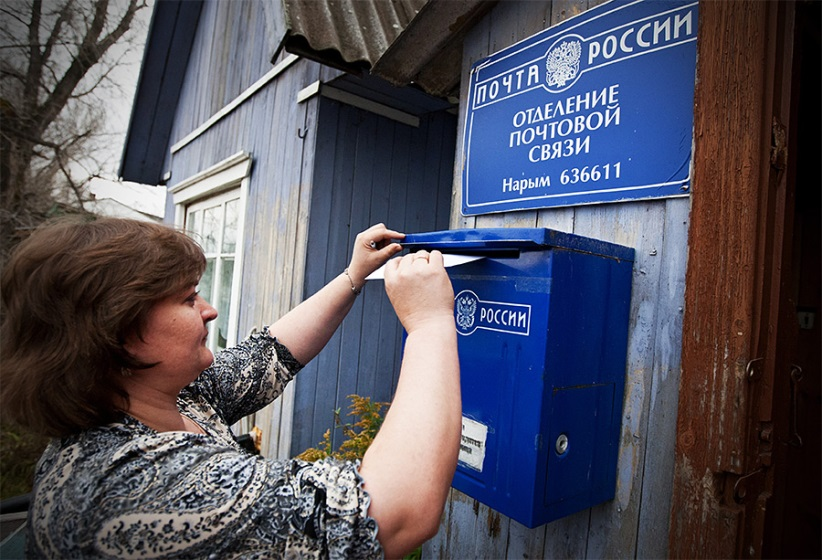 ПОЧТА РОССИИ
ОТДЕЛЕНИЕ
ПОЧТОВОЙ
СВЯЗИ
Нарым 636611
РОССИИ